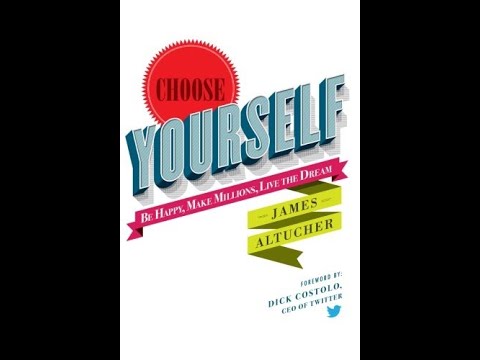 CHOOSE
YOURSELF
BE HAPPY, MAKE MILLIONS, LIVE THE DREAM
JAMES
ALTUCHER
FOREWORD BY:
DICK COSTOLO,
CEO OF TWITTER